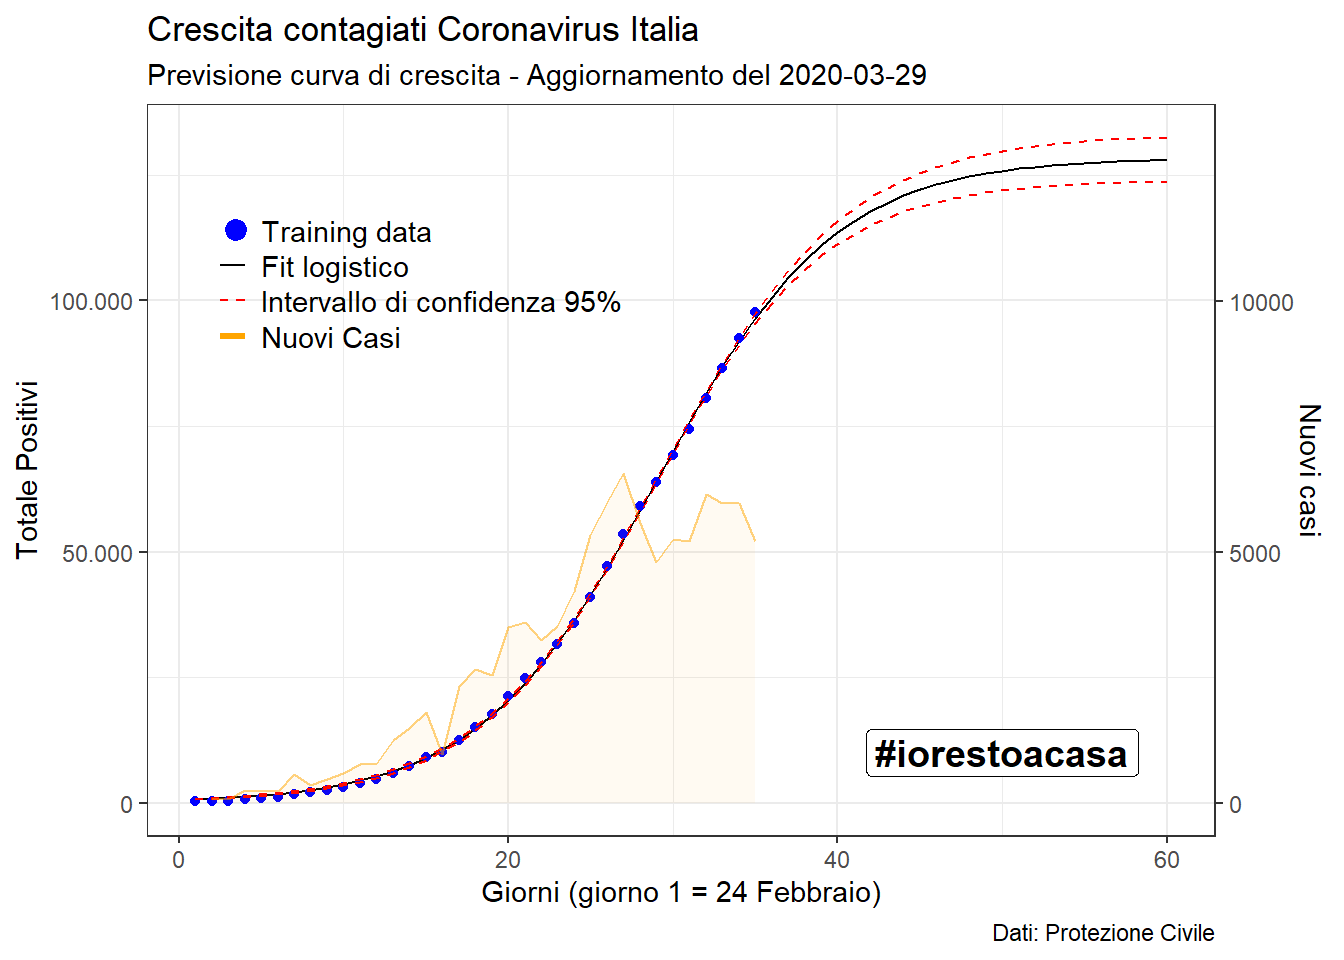 Crescita contagiati Coronavirus Italia
Previsione curva di crescita - Aggiornamento del 2020-03-29
Training data
Fit logistico
Intervallo di confidenza 95%
Nuovi Casi
Totale Positivi
100.000
50.000
0
10000
5000
0
Nuovi casi
#iorestoacasa
0
20
40
60
Giorni (giorno 1 = 24 Febbraio)
Dati: Protezione Civile